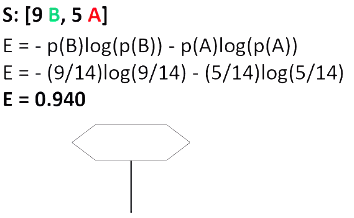 S: [9 B, 5 A]
E = - p(B)log(p(B)) - p(A)log(p(A))
E = - (9/14)log(9/14) - (5/14)log(5/14)
E = 0.940